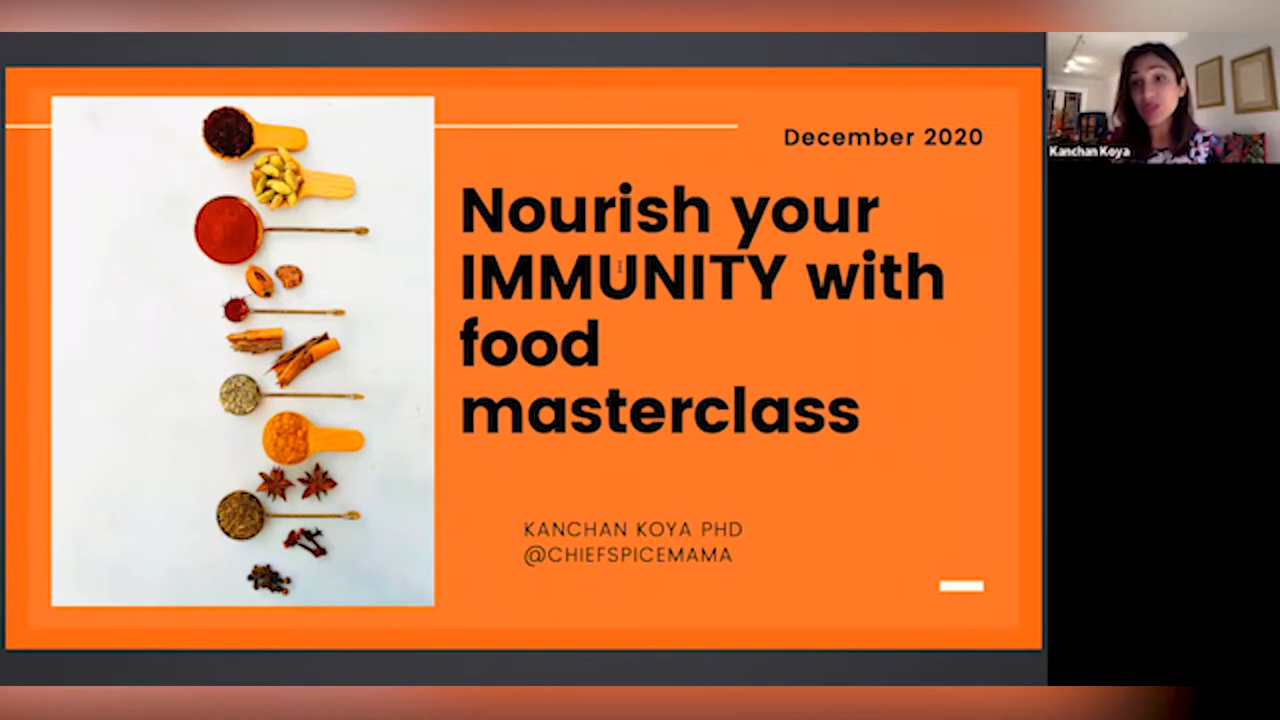 December 2020
Nourish your
IMMUNITY with
food
masterclass
KANCHAN KOYA PHD
@CHIEFSPICEMAMA
Kanchan Koya